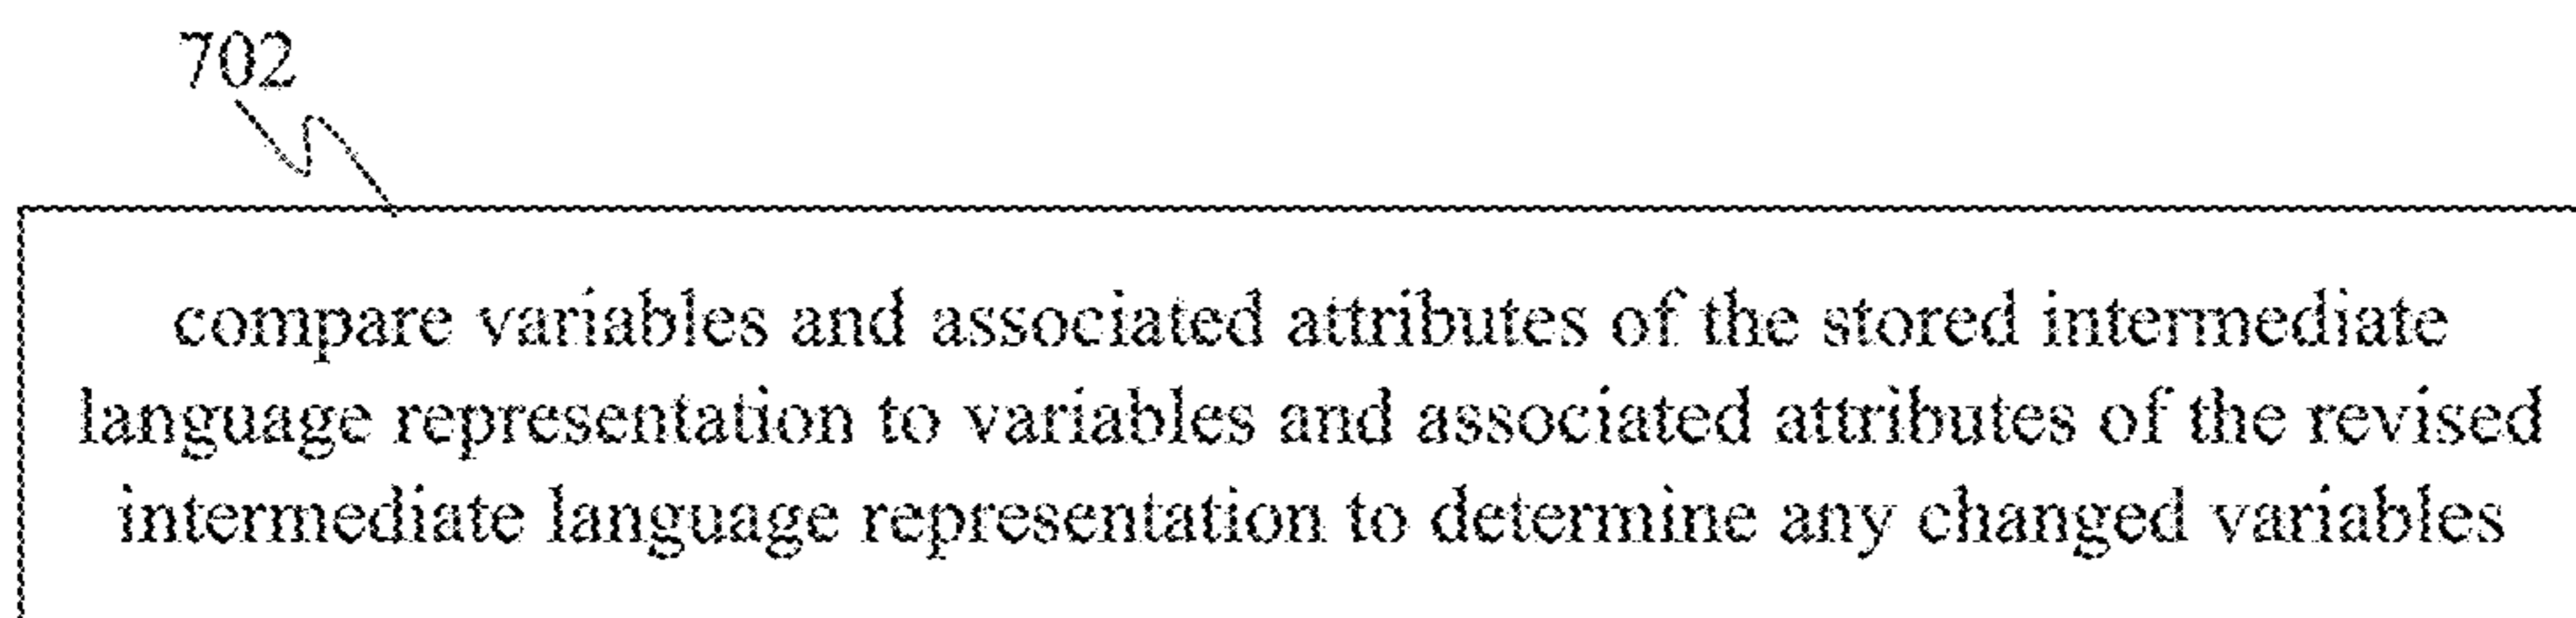 702
compare variables and associated attributes of the stored intermediate
language representation to variables and associated attributes of the revised
intermediate language representation to determine any changed variables